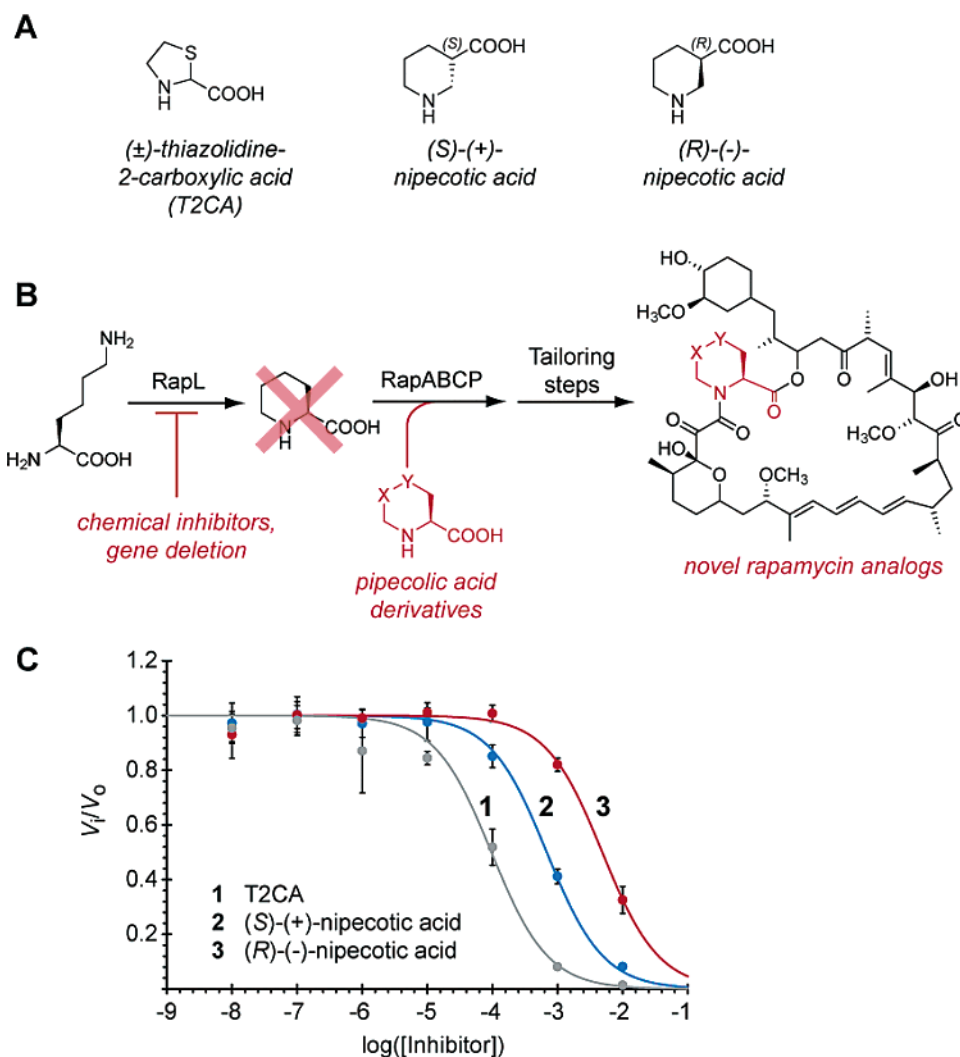 A
S
N
H
COOH
(S)
COOH
N
H
(R)
COOH
N
H
(±)-thiazolidine-
2-carboxylic acid
(T2CA)
(S)-(+)-
nipecotic acid
(R)-(-)-
nipecotic acid
B
NH2
H2N
COOH
RapL
chemical inhibitors,
gene deletion
N
H
COOH
RapABCP
X
Y
N
H
COOH
pipecolic acid
derivatives
Tailoring
steps
HO
H3CO
X
Y
N
O
O
O
O
O
HO
O
OCH3
O
OH
H3CO
O
novel rapamycin analogs
C
Vi/Vo
1.2
1.0
0.8
0.6
0.4
0.2
1
2
3
1 T2CA
2 (S)-(+)-nipecotic acid
3 (R)-(-)-nipecotic acid
-9 -8 -7 -6 -5 -4 -3 -2 -1
log([Inhibitor])